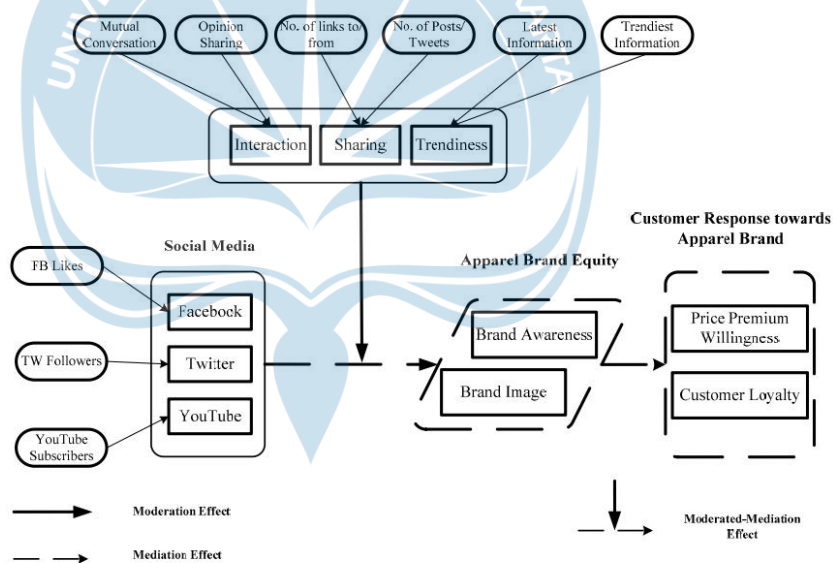 Mutual
Conversation
Opinion
Sharing
No. of links to/
from
No. of Posts/
Tweets
Latest
Information
Trendiest
Information
Interaction
Sharing
Trendiness
Social Media
Apparel Brand Equity
Customer Response towards
Apparel Brand
FB Likes
Facebook
TW Followers
Twitter
YouTube
YouTube
Subscribers
Brand Awareness
Brand Image
Price Premium
Willingness
Customer Loyalty
Moderation Effect
Mediation Effect
Moderated-Mediation
Effect